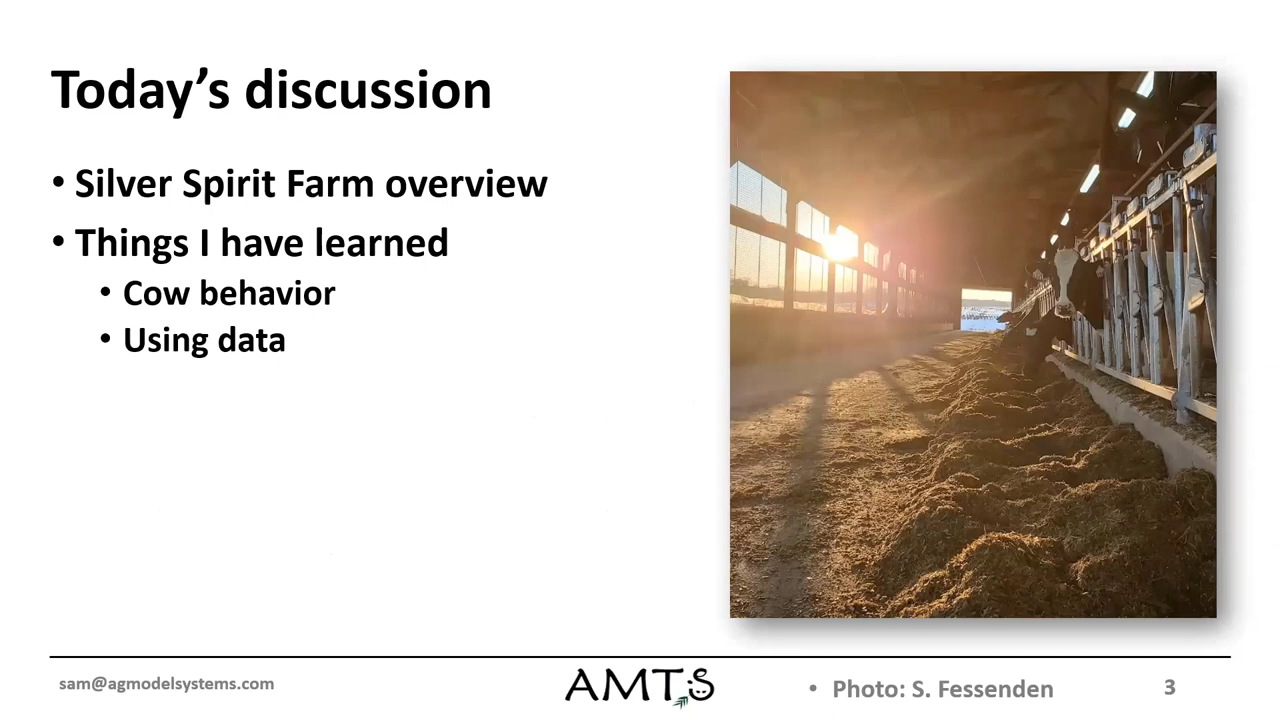 Today’s discussion
• Silver Spirit Farm overview
• Things I have learned
• Cow behavior
• Using data
sam@agmodelsystems.com
AMTS
• Photo: S. Fessenden
3